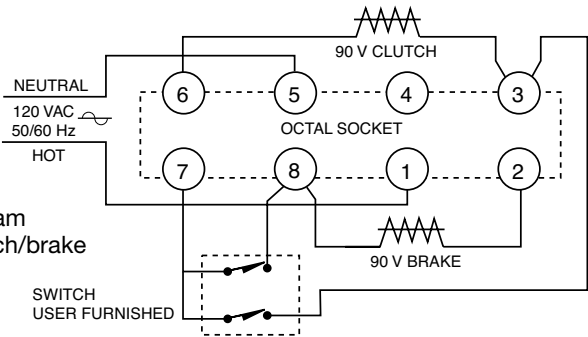 90 V CLUTCH
NEUTRAL
120 VAC
50/60 Hz
HOT
6
5
4
3
OCTAL SOCKET
7
8
1
2
am
ch/brake
90 V BRAKE
SWITCH
USER FURNISHED